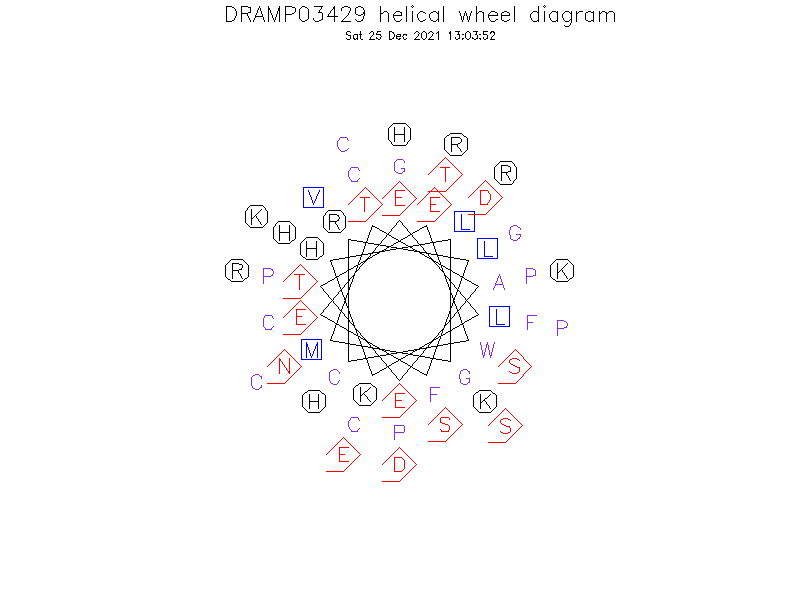 DRAMP03429 helical wheel diagram
Sat 25 Dec 2021 13:03:52
C H R
C G T R
V T E E D
K H R L G
H L
R P T A P K
C E L F P
M W
C N C G S
H K E F K
C P S S
E D